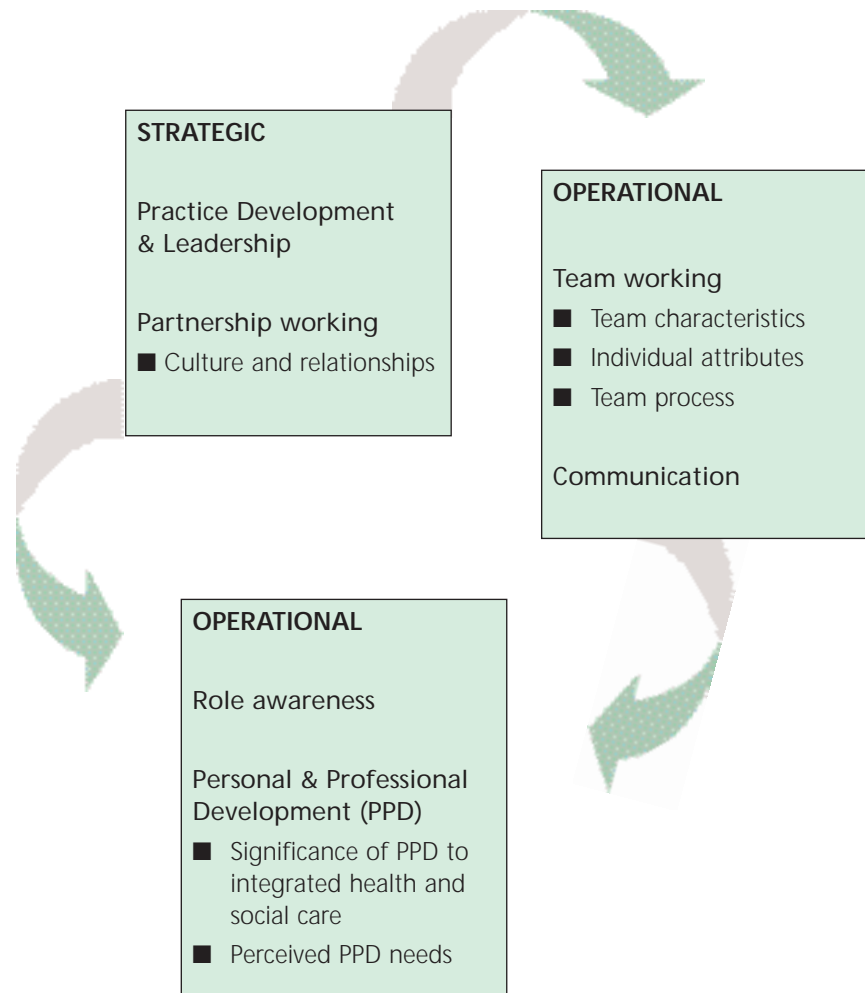 STRATEGIC
Practice Development
& Leadership
Partnership working
■ Culture and relationships
OPERATIONAL
Team working
■ Team characteristics
■ Individual attributes
■ Team process
Communication
OPERATIONAL
Role awareness
Personal & Professional
Development (PPD)
■ Significance of PPD to
integrated health and
social care
■ Perceived PPD needs